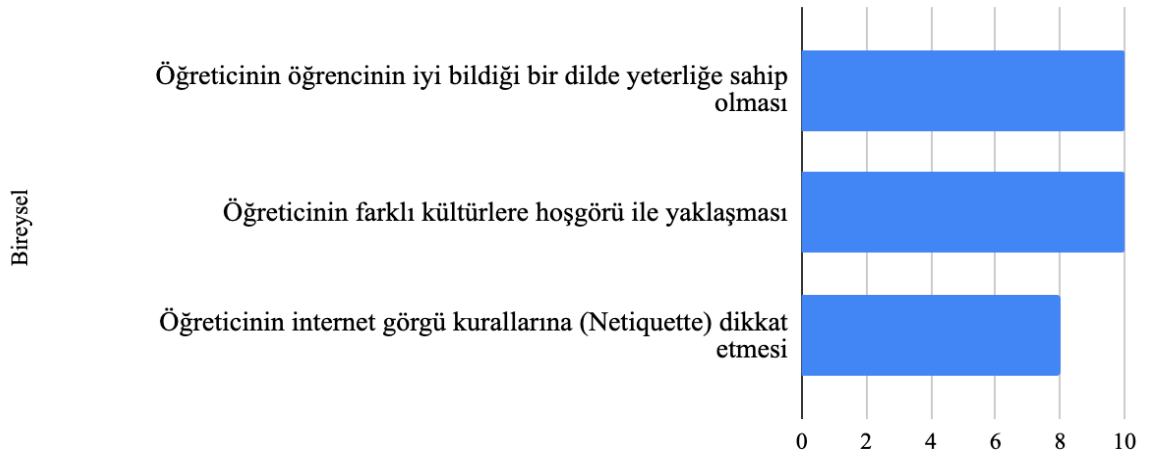 Öğreticinin öğrencinin iyi bildiği bir dilde yeterliğe sahip
olması
Öğreticinin farklı kültürlere hoşgörü ile yaklaşması
Bireysel
Öğreticinin internet görgü kurallarına (Netiquette) dikkat
etmesi
0 2 4 6 8 10